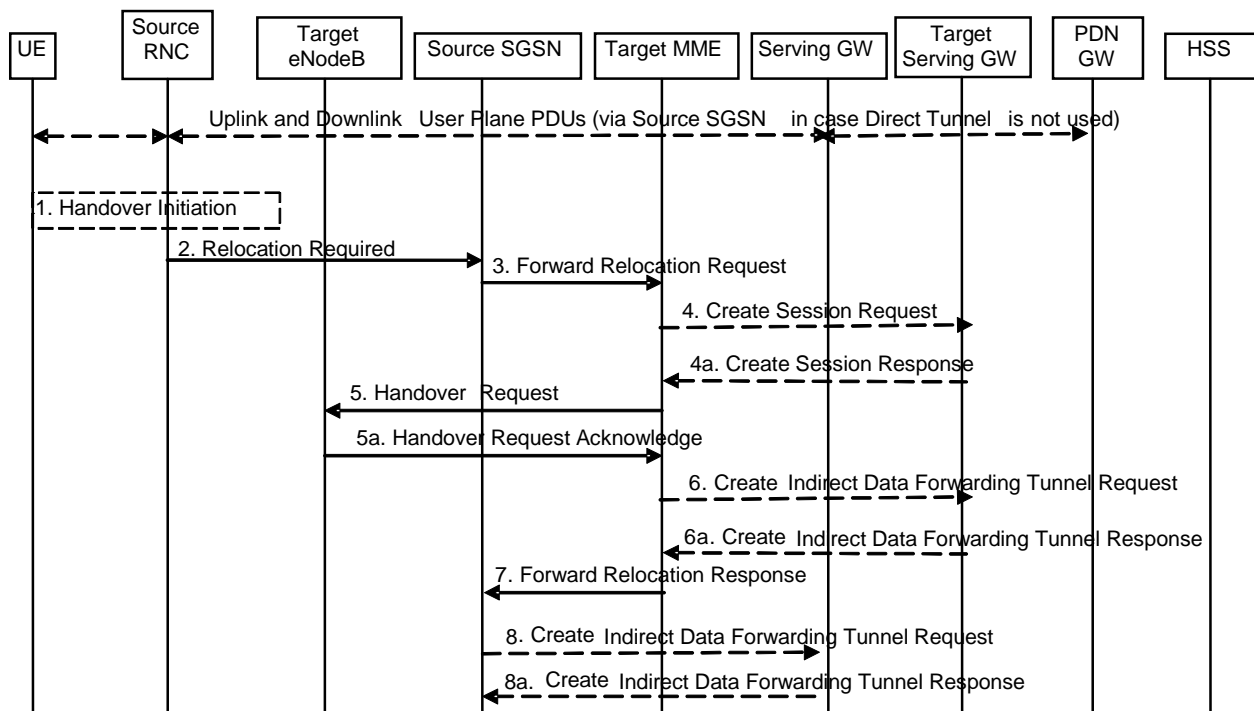 UE
Source
RNC
Target
eNodeB
Source SGSN
Target MME
Serving GW
Target
Serving GW
PDN
GW
HSS
Uplink and Downlink User Plane PDUs (via Source SGSN in case Direct Tunnel is not used)
1. Handover Initiation
2. Relocation Required
3. Forward Relocation Request
4. Create Session Request
4a. Create Session Response
5. Handover Request
5a. Handover Request Acknowledge
6. Create Indirect Data Forwarding Tunnel Request
6a. Create Indirect Data Forwarding Tunnel Response
7. Forward Relocation Response
8. Create Indirect Data Forwarding Tunnel Request
8a. Create Indirect Data Forwarding Tunnel Response